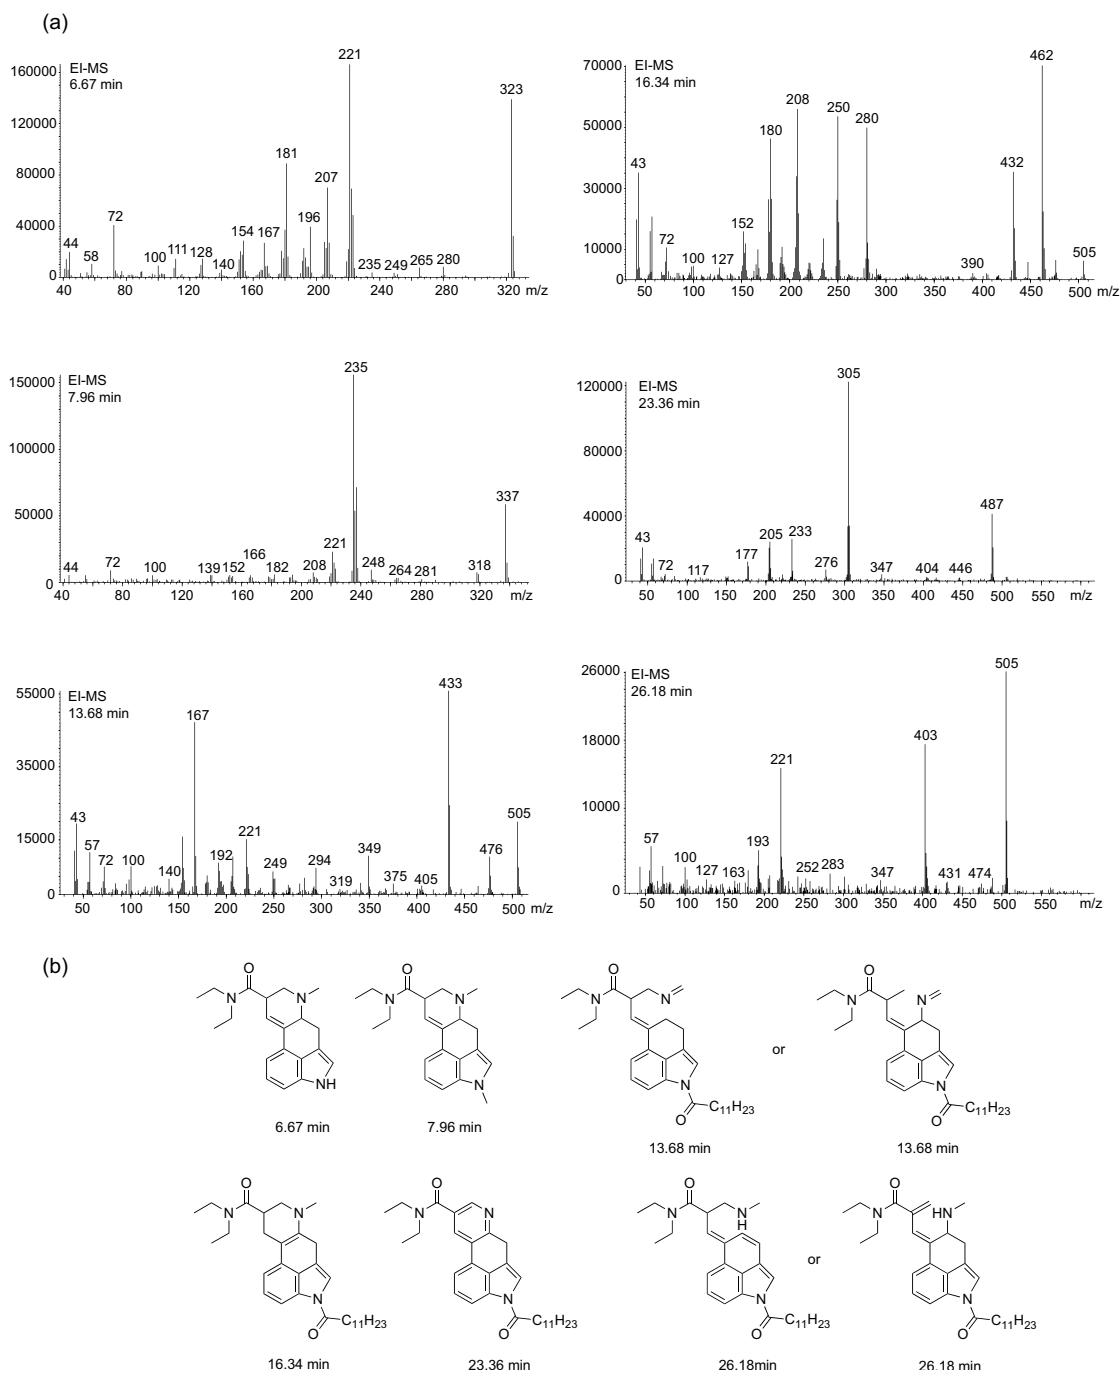 (a)
EI-MS
6.67 min
160000
120000
80000
40000
0
44
58
72
100
111
128
140
154
167
181
196
207
221
235
249
265
280
323
40 80 120 160 200 240 280 320 m/z
EI-MS
16.34 min
70000
50000
30000
10000
0
43
72
100
127
152
180
208
250
280
390
432
462
505
50 100 150 200 250 300 350 400 450 500 m/z
EI-MS
7.96 min
150000
100000
50000
0
44
72
100
139
152
166
182
208
221
235
248
264
281
318
337
40 80 120 160 200 240 280 320 m/z
EI-MS
23.36 min
120000
80000
40000
0
43
72
117
177
205
233
276
305
347
404
446
487
50 100 150 200 250 300 350 400 450 500 550 m/z
EI-MS
13.68 min
55000
35000
15000
0
43
57
72
100
140
167
192
221
249
294
319
349
375
405
433
476
505
50 100 150 200 250 300 350 400 450 500 m/z
EI-MS
26.18 min
26000
18000
10000
0
57
100
127
163
193
221
252
283
347
403
431
474
505
50 100 150 200 250 300 350 400 450 500 550 m/z
(b)
O
N
N
NH
6.67 min
O
N
N
N
7.96 min
O
N
N
N
O
C11H23
13.68 min
or
O
N
N
N
O
C11H23
13.68 min
O
N
N
N
O
C11H23
16.34 min
O
N
N
N
O
C11H23
23.36 min
O
N
N
H
N
O
C11H23
26.18min
or
O
N
HN
N
O
C11H23
26.18 min